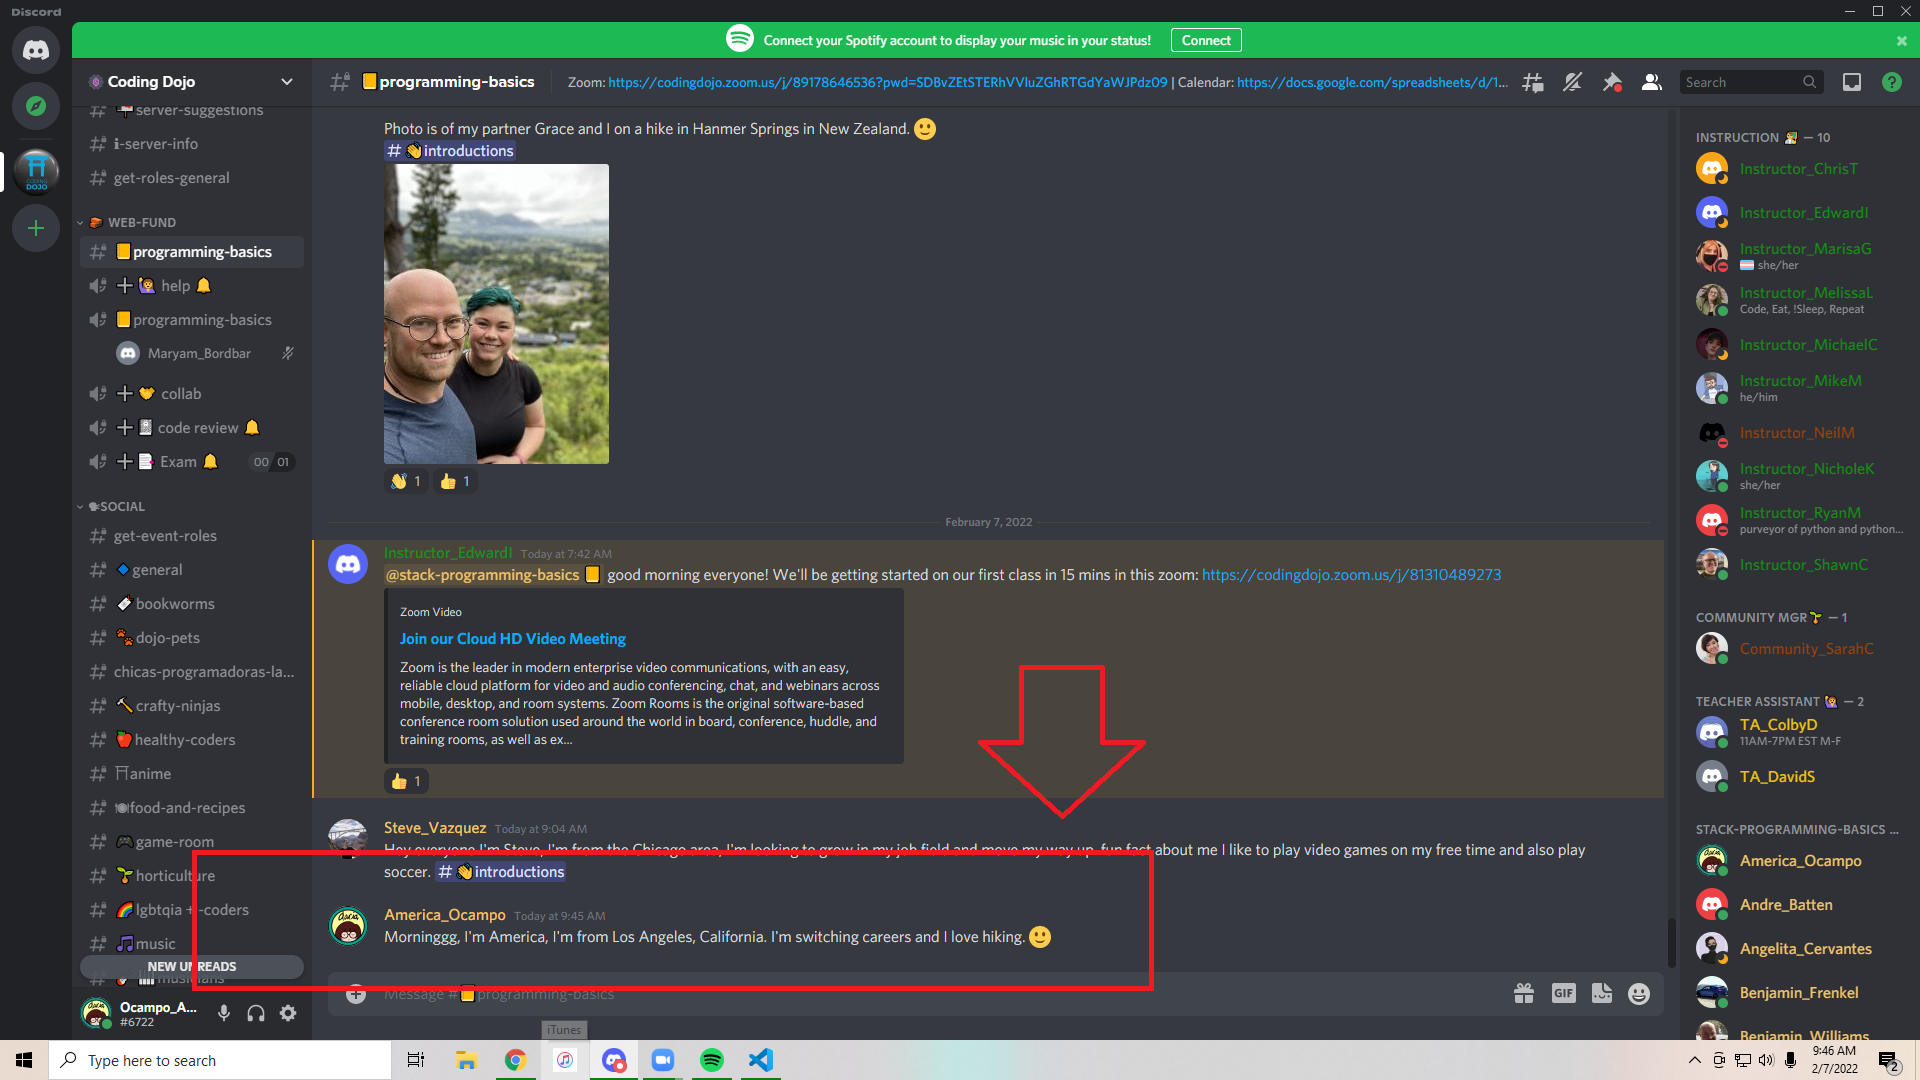 Discord
Connect your Spotify account to display your music in your status!
Connect
Coding Dojo
programming-basics
Zoom: https://codingdojo.zoom.us/j/89178646536?pwd=SDBvZEtSTERhVVluZGhRTGdYaWJPdz09 | Calendar: https://docs.google.com/spreadsheets/d/1...
Search
CODING
DOJO
server-suggestions
i-server-info
get-roles-general
WEB-FUND
programming-basics
help
programming-basics
Maryam_Bordbar
collab
code review
Exam
00 01
SOCIAL
get-event-roles
general
bookworms
dojo-pets
chicas-programadoras-la...
crafty-ninjas
healthy-coders
anime
food-and-recipes
game-room
horticulture
lgbtqia + -coders
music
NEW UNREADS
musicians
Ocampo_A...
#6722
Photo is of my partner Grace and I on a hike in Hanmer Springs in New Zealand.
# introductions
1 1
February 7, 2022
Instructor_EdwardI Today at 7:42 AM
@stack-programming-basics good morning everyone! We'll be getting started on our first class in 15 mins in this zoom: https://codingdojo.zoom.us/j/81310489273
Zoom Video
Join our Cloud HD Video Meeting
Zoom is the leader in modern enterprise video communications, with an easy,
reliable cloud platform for video and audio conferencing, chat, and webinars across
mobile, desktop, and room systems. Zoom Rooms is the original software-based
conference room solution used around the world in board, conference, huddle, and
training rooms, as well as ex...
1
Steve_Vazquez Today at 9:04 AM
Hey everyone I'm Steve, I'm from the Chicago area, I'm looking to grow in my job field and move my way up, fun fact about me I like to play video games on my free time and also play
soccer. # introductions
America_Ocampo Today at 9:45 AM
Morninggg, I'm America, I'm from Los Angeles, California. I'm switching careers and I love hiking.
Message # programming-basics
GIF
iTunes
INSTRUCTION — 10
Instructor_ChrisT
Instructor_EdwardI
Instructor_MarisaG
she/her
Instructor_MelissaL
Code, Eat, !Sleep, Repeat
Instructor_MichaelC
Instructor_MikeM
he/him
Instructor_NeilM
Instructor_NicholeK
she/her
Instructor_RyanM
purveyor of python and python...
Instructor_ShawnC
COMMUNITY MGR — 1
Community_SarahC
TEACHER ASSISTANT — 2
TA_ColbyD
11AM-7PM EST M-F
TA_DavidS
STACK-PROGRAMMING-BASICS ...
America_Ocampo
Andre_Batten
Angelita_Cervantes
Benjamin_Frenkel
Benjamin_Williams
Type here to search
9:46 AM
2/7/2022
2